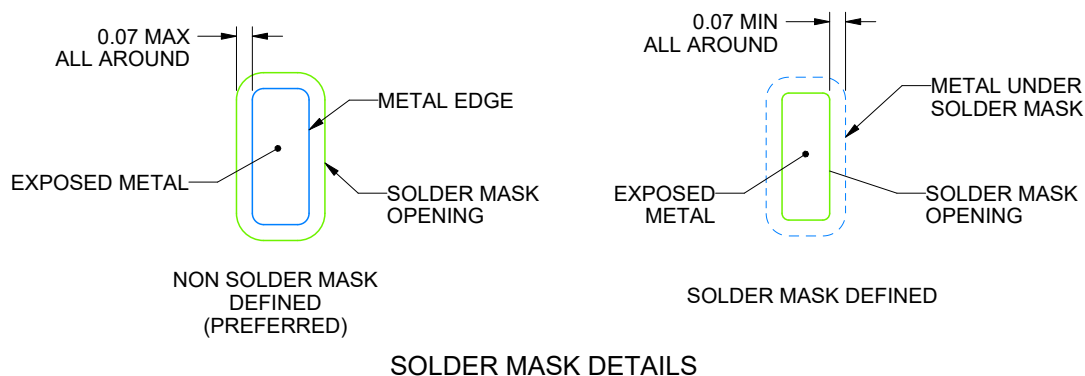 0.07 MAX
ALL AROUND
METAL EDGE
EXPOSED METAL
SOLDER MASK
OPENING
NON SOLDER MASK
DEFINED
(PREFERRED)
0.07 MIN
ALL AROUND
METAL UNDER
SOLDER MASK
EXPOSED
METAL
SOLDER MASK
OPENING
SOLDER MASK DEFINED
SOLDER MASK DETAILS